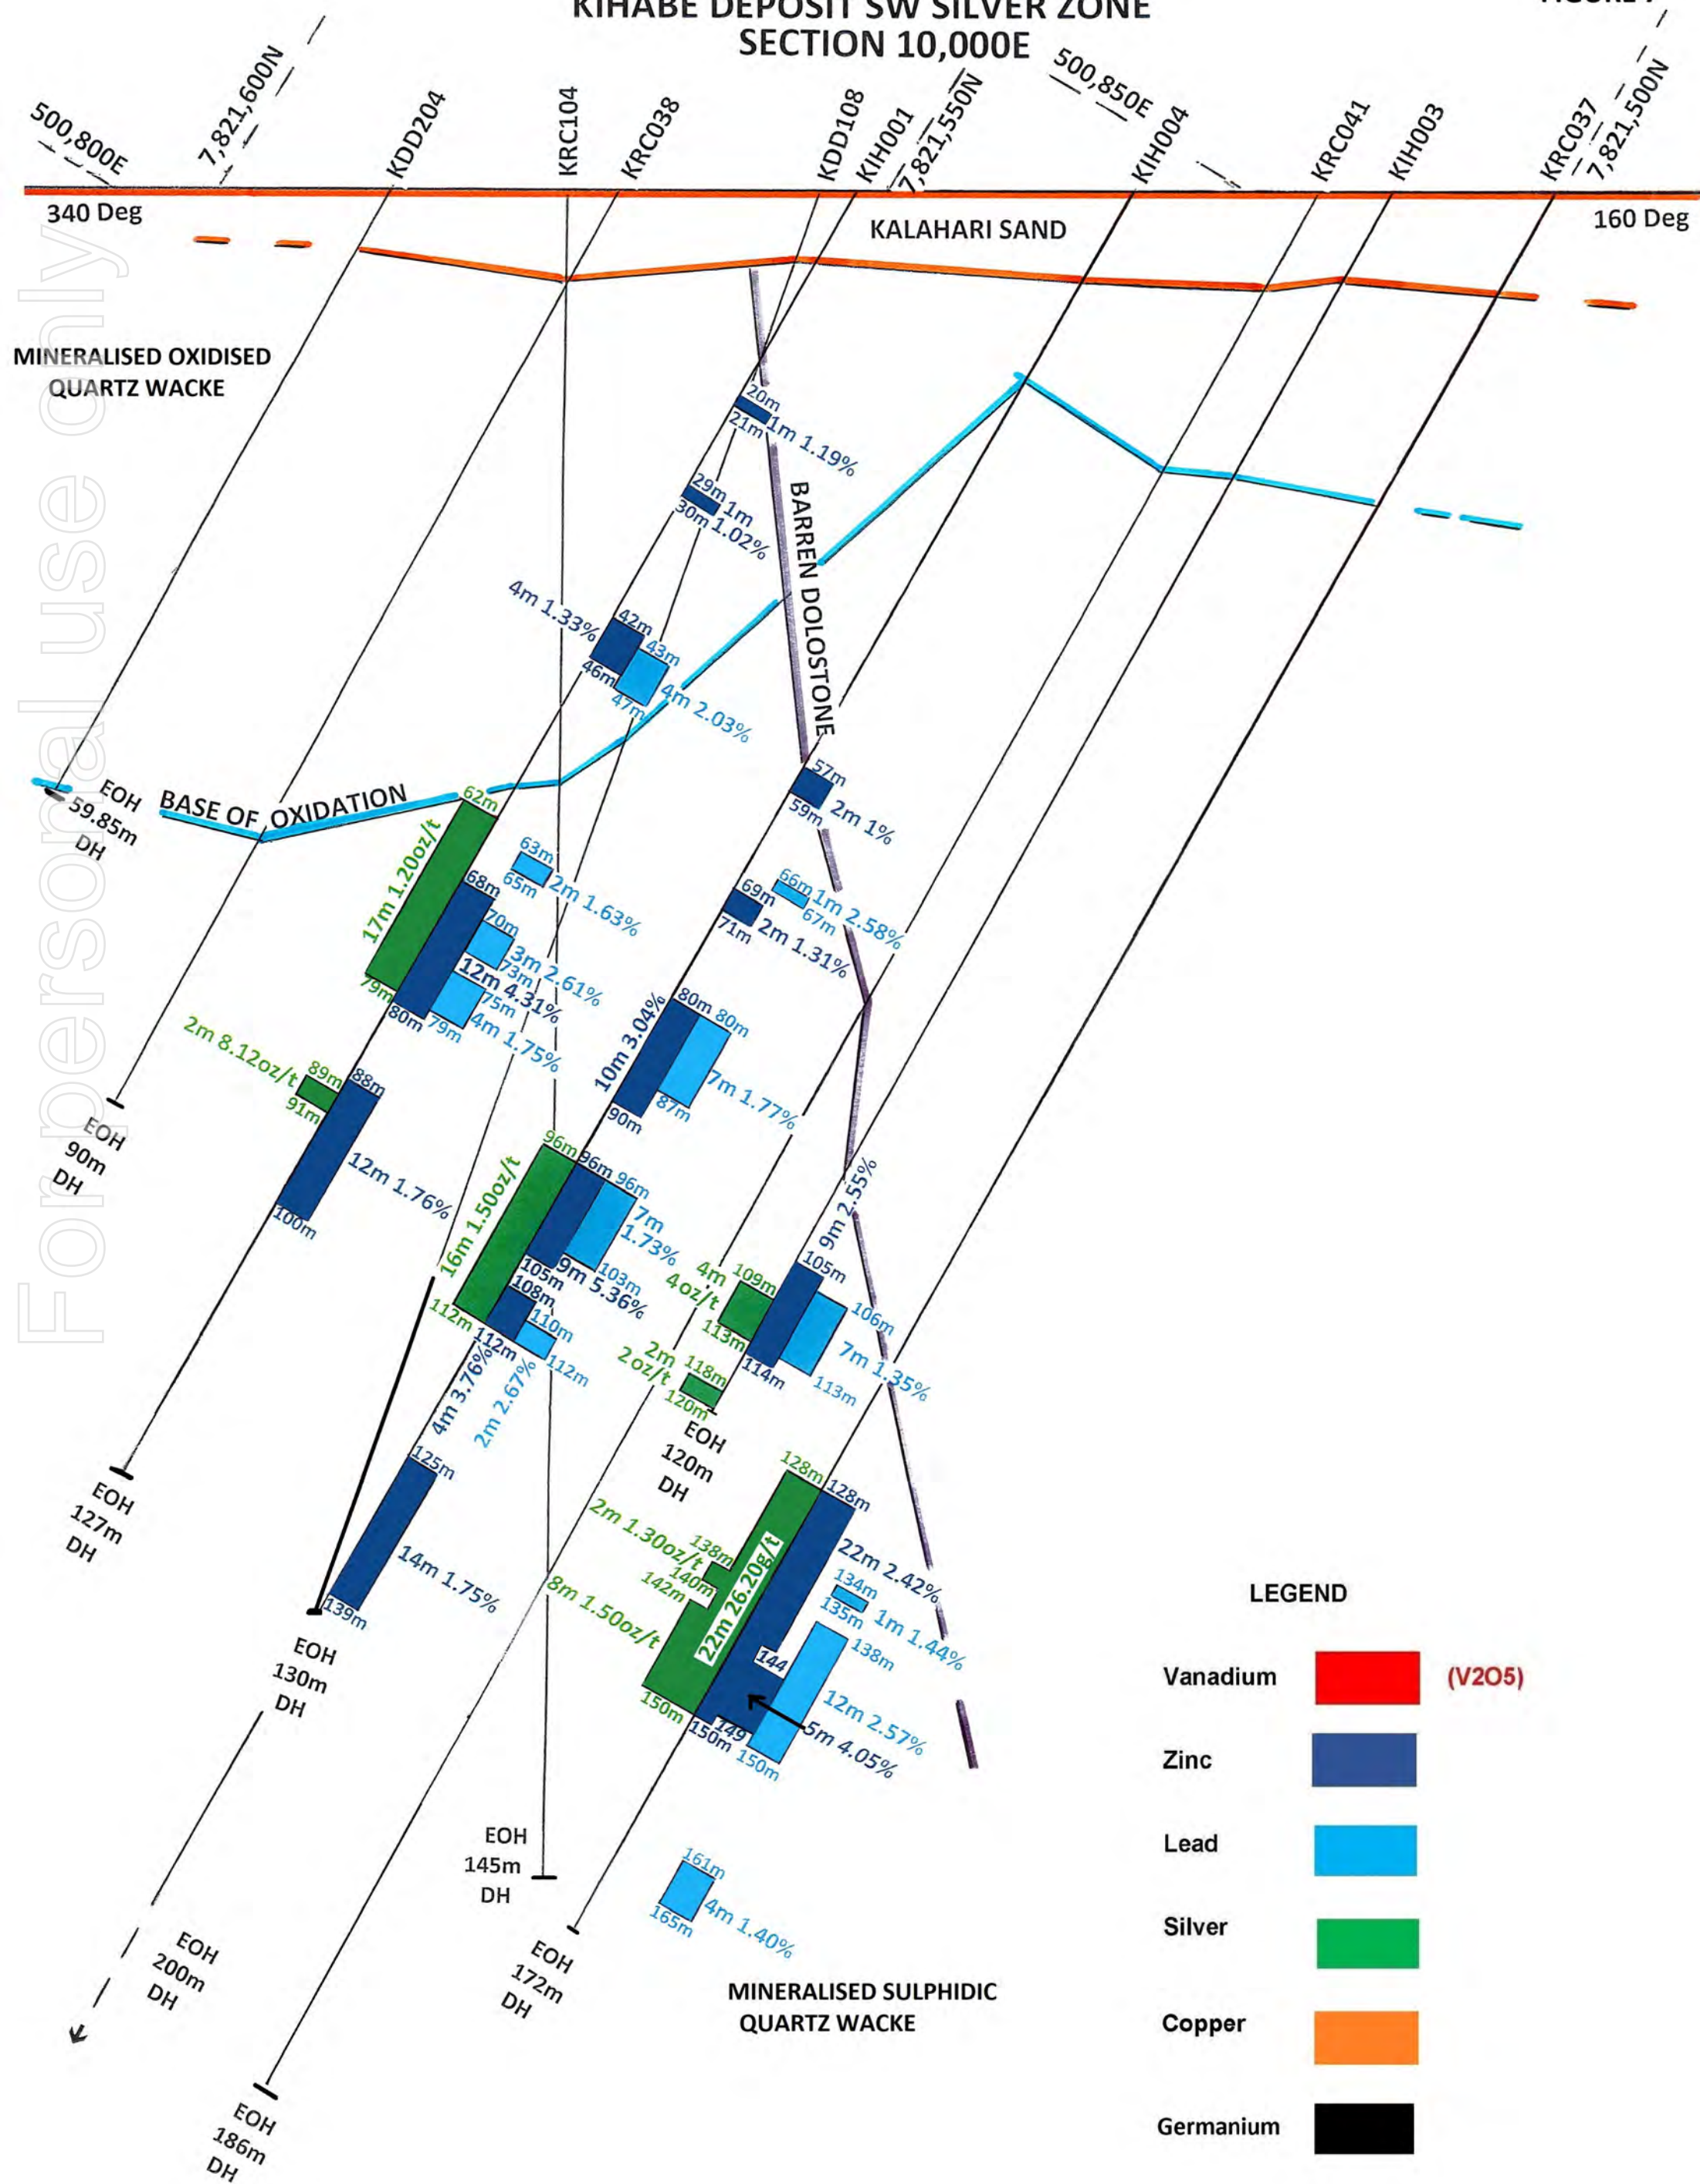 KIHABE DEPOSIT SW SILVER ZONE
SECTION 10,000E
500,800E
7,821,600N
KDD204
KRC104
KRC038
KDD108
KIH001
7,821,550N
500,850E
KIH004
KRC041
KIH003
KRC037
7,821,500N
340 Deg
160 Deg
KALAHARI SAND
For personal use only
MINERALISED OXIDISED
QUARTZ WACKE
20m
21m
1m 1.19%
29m
30m
1m
1.02%
BARREN DOLOSTONE
4m 1.33%
42m
46m
43m
47m
4m 2.03%
EOH
59.85m
DH
BASE OF OXIDATION
57m
59m
2m 1%
62m
17m 1.20oz/t
79m
63m
65m
2m 1.63%
68m
70m
3m 2.61%
73m
12m 4.31%
75m
80m
79m
4m 1.75%
66m
1m 2.58%
67m
69m
71m
2m 1.31%
80m
80m
10m 3.04%
7m 1.77%
87m
90m
2m 8.12oz/t
89m
91m
88m
12m 1.76%
100m
EOH
90m
DH
96m
96m
96m
16m 1.50oz/t
7m
1.73%
103m
105m
9m 5.36%
108m
110m
112m
112m
112m
4m 3.76%
2m 2.67%
9m 2.55%
105m
4m
4oz/t
109m
113m
106m
7m 1.35%
114m
113m
2m
2oz/t
118m
120m
EOH
120m
DH
EOH
127m
DH
125m
14m 1.75%
139m
EOH
130m
DH
128m
128m
2m 1.30oz/t
138m
140m
142m
8m 1.50oz/t
22m 26.20g/t
22m 2.42%
134m
135m
1m 1.44%
138m
144
12m 2.57%
5m 4.05%
150m
150m
149
150m
EOH
145m
DH
161m
165m
4m 1.40%
EOH
172m
DH
EOH
200m
DH
EOH
186m
DH
MINERALISED SULPHIDIC
QUARTZ WACKE
LEGEND
Vanadium
(V2O5)
Zinc
Lead
Silver
Copper
Germanium